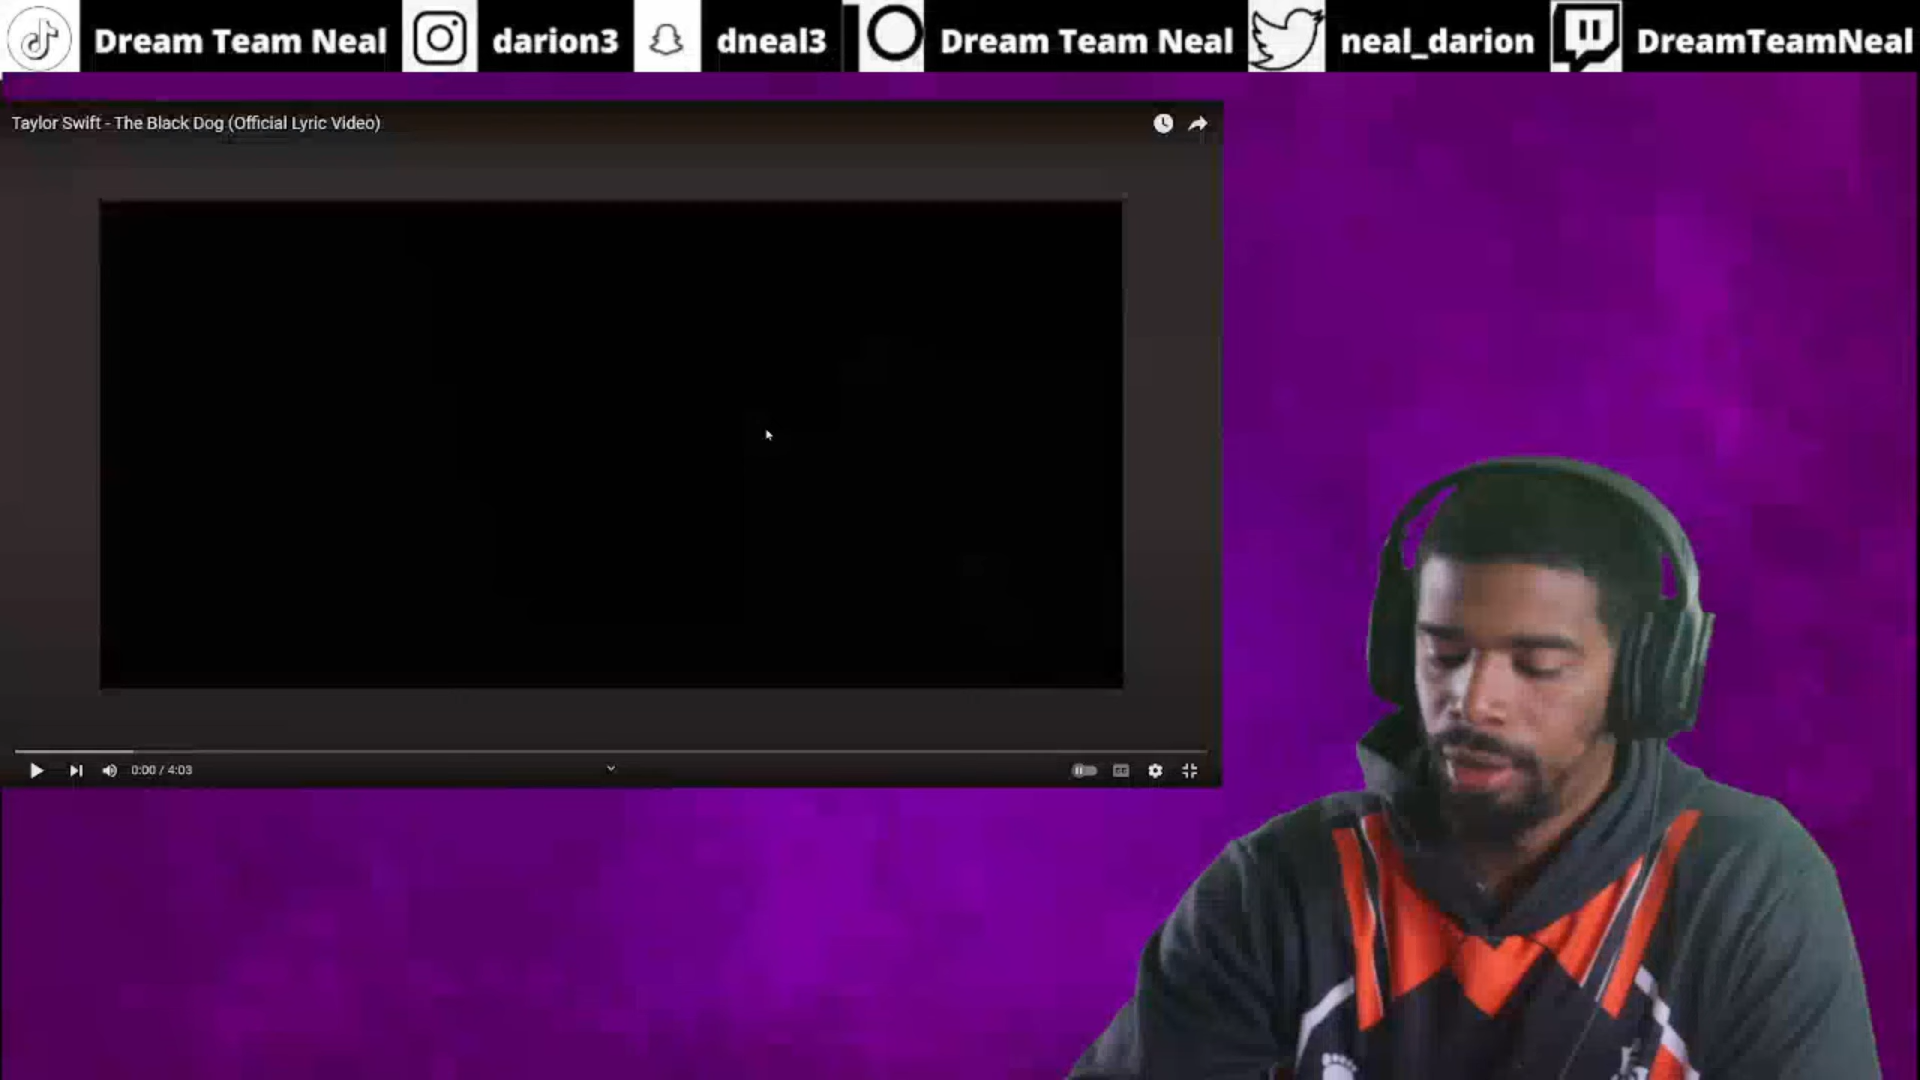 Dream Team Neal darion3 dneal3 Dream Team Neal neal_darion DreamTeamNeal
Taylor Swift - The Black Dog (Official Lyric Video)
0:00 / 4:03